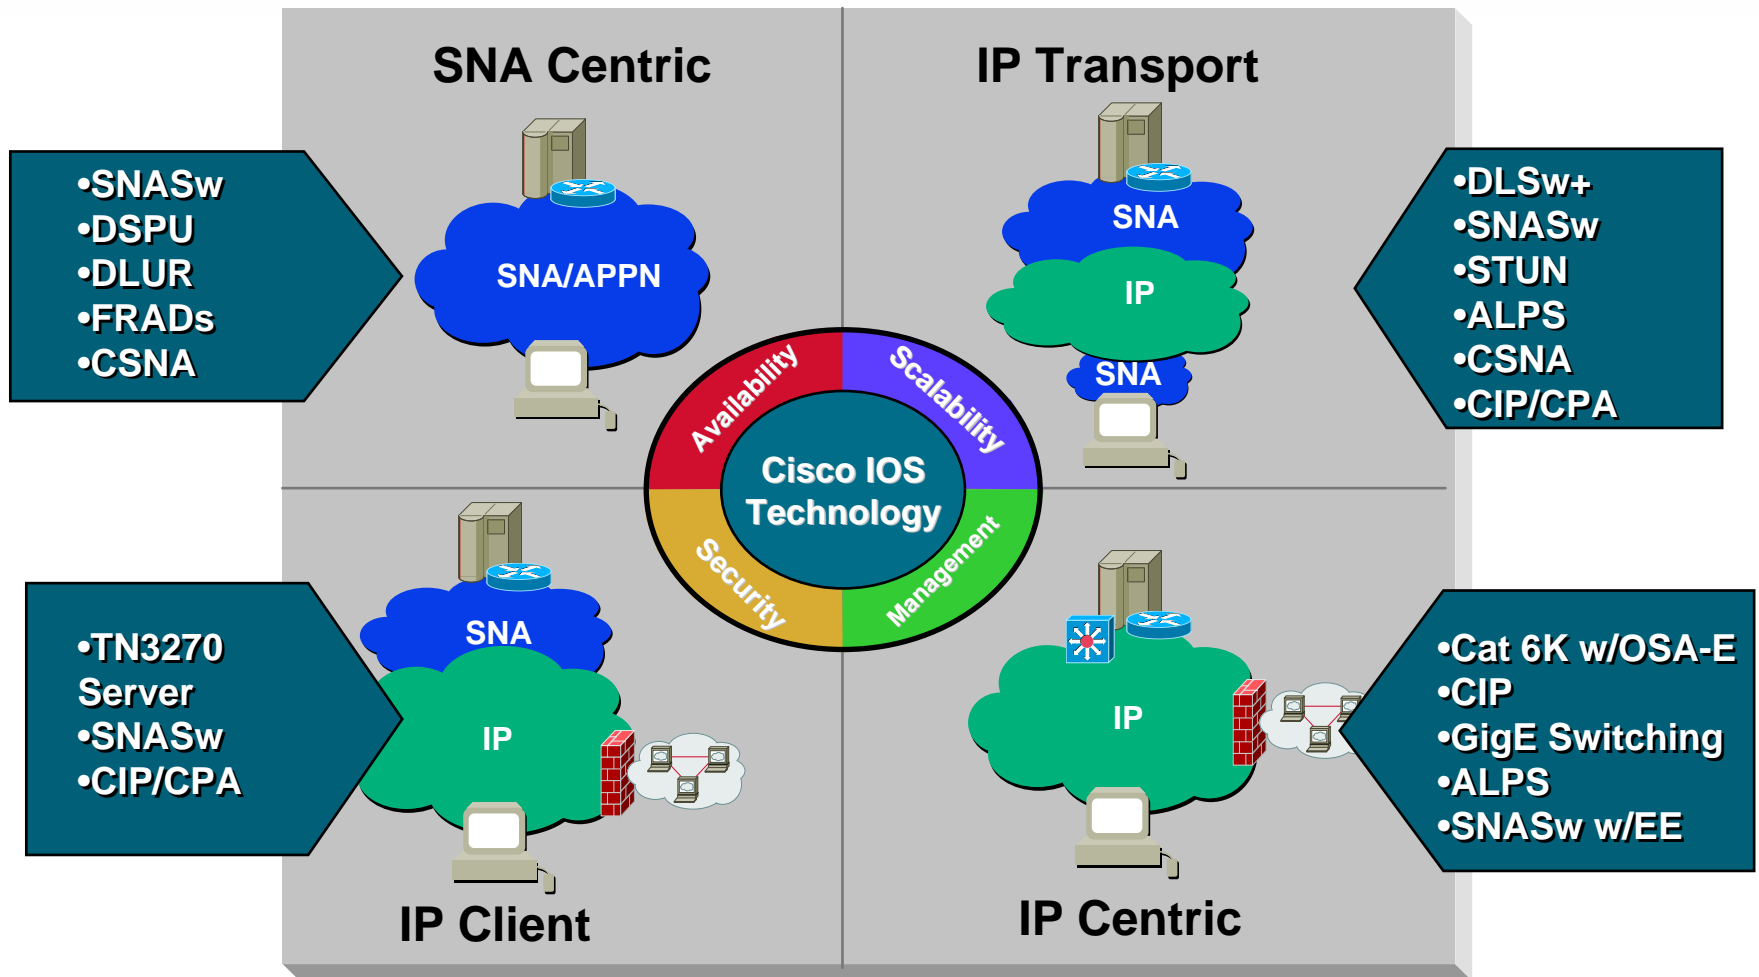 SNA Centric
•SNASw
•DSPU
•DLUR
•FRADs
•CSNA
SNA/APPN
IP Transport
SNA
IP
SNA
•DLSw+
•SNASw
•STUN
•ALPS
•CSNA
•CIP/CPA
Availability
Scalability
Cisco IOS
Technology
Security
Management
•TN3270
Server
•SNASw
•CIP/CPA
SNA
IP
IP Client
IP
•Cat 6K w/OSA-E
•CIP
•GigE Switching
•ALPS
•SNASw w/EE
IP Centric